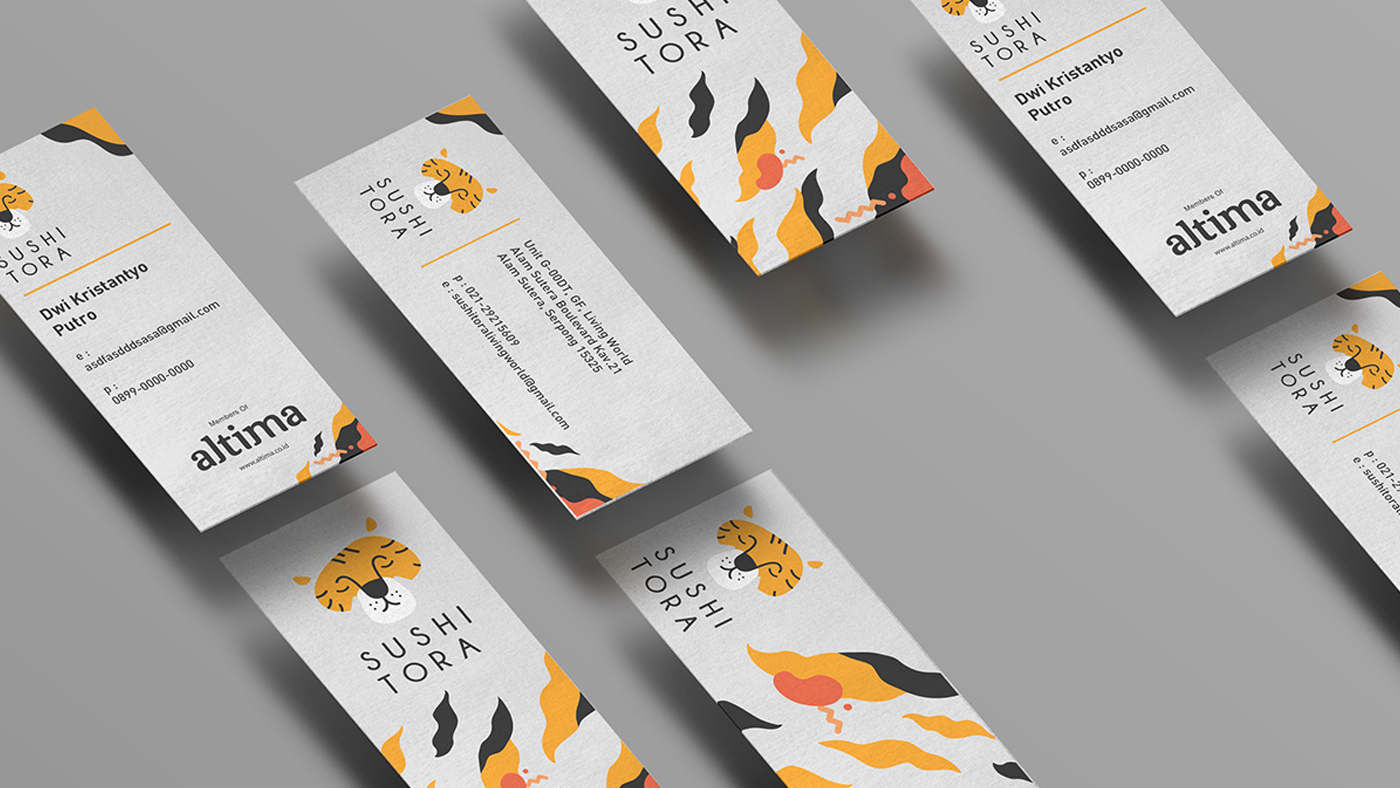 SUSHI
TORA
Dwi Kristantyo
Putro
e :
asdfasdddsasa@gmail.com
p :
0899-0000-0000
Members Of
altima
www.altima.co.id
SUSHI
TORA
Unit G-00DT, GF, Living World
Alam Sutera Boulevard Kav.21
Alam Sutera, Serpong 15325
p : 021-29215609
e : sushitoralivingworld@gmail.com
SUSHI
TORA
SUSHI
TORA
Dwi Kristantyo
Putro
e :
asdfasdddsasa@gmail.com
p :
0899-0000-0000
Members Of
altima
www.altima.co.id
SUSHI
TORA
SUSHI
TORA
SUSHI
TORA
p : 021-2
e : sushitor